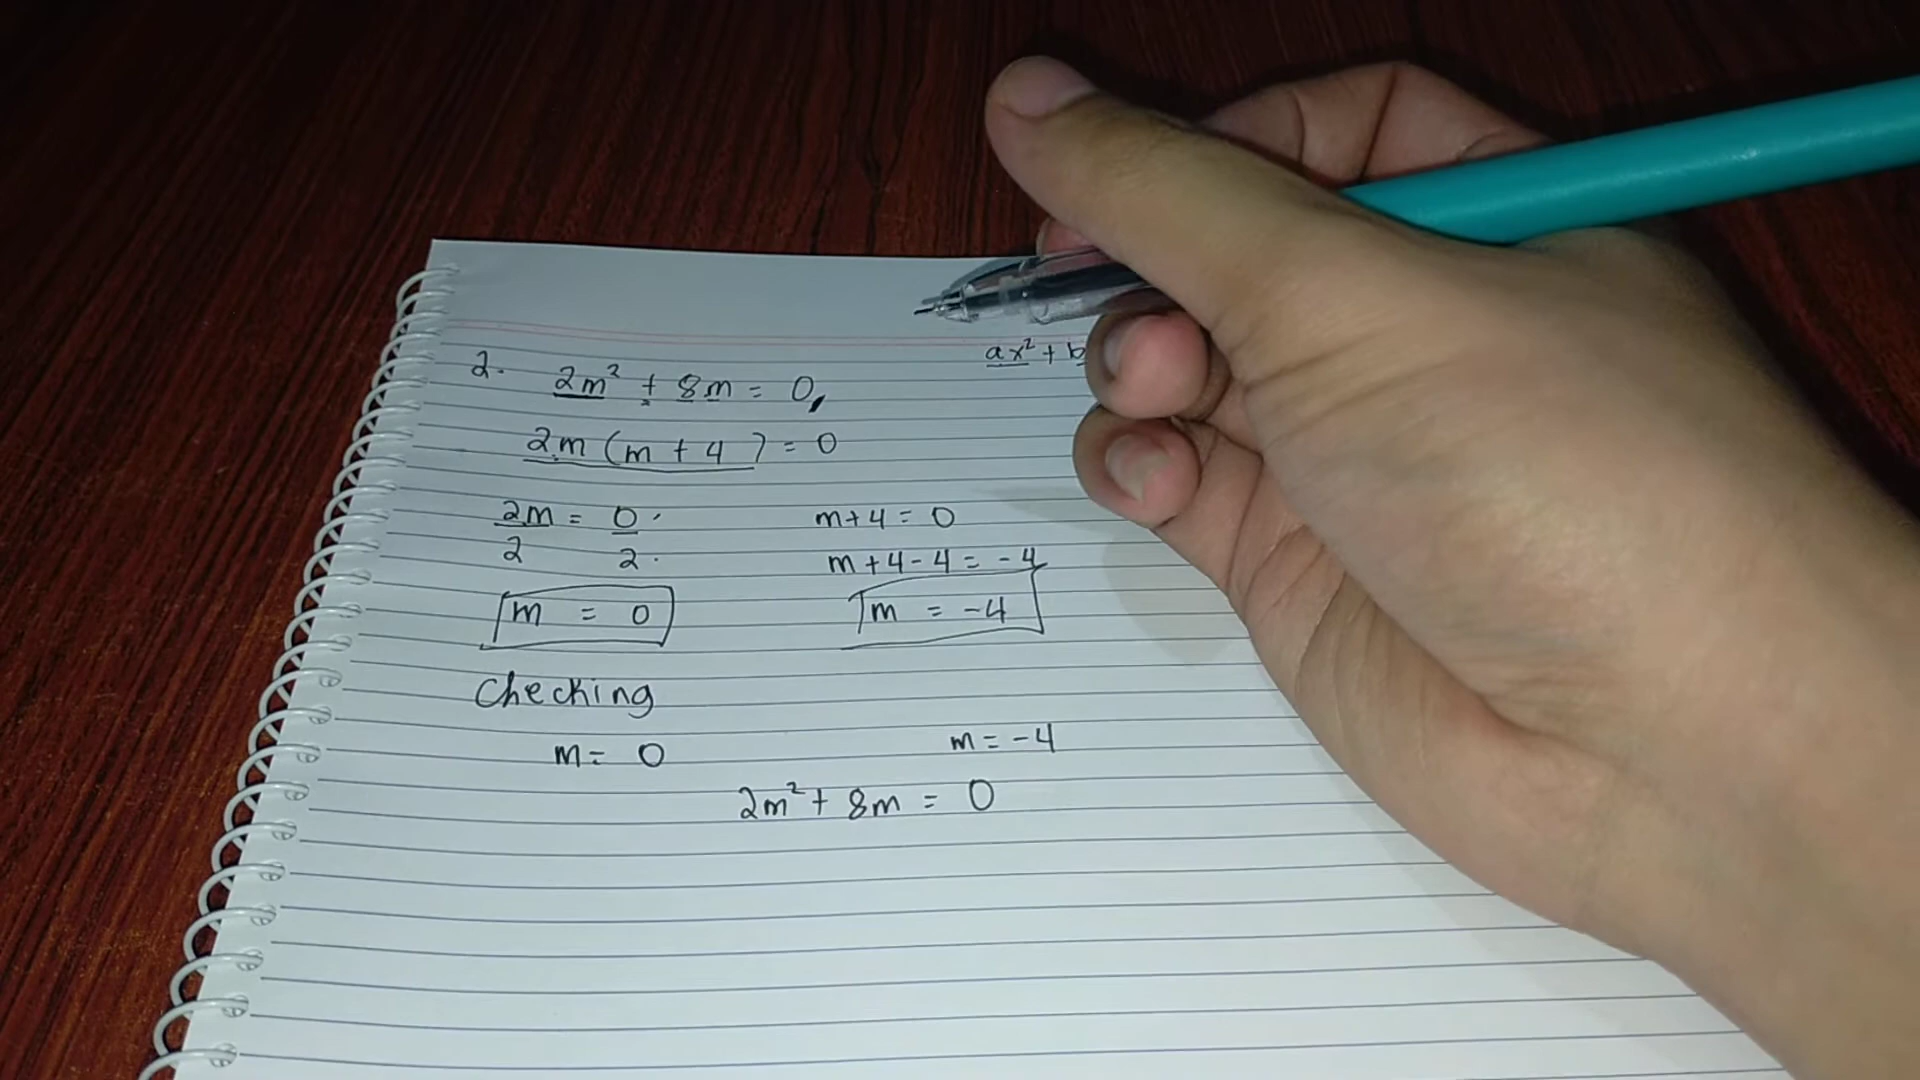 ax² + b
2. 2m² + 8m = 0,
2m (m + 4) = 0
2m = 0 m+4 = 0
2 2 m+4-4 = -4
m = 0 m = -4
Checking
m = 0 m = -4
2m² + 8m = 0